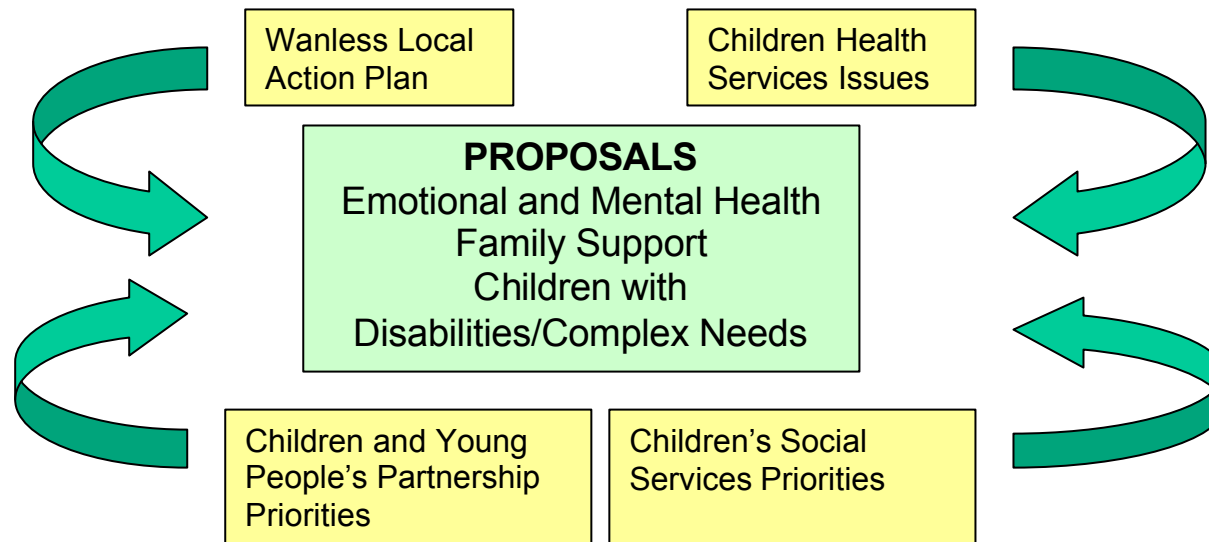 Wanless Local
Action Plan
Children Health
Services Issues
PROPOSALS
Emotional and Mental Health
Family Support
Children with
Disabilities/Complex Needs
Children and Young
People’s Partnership
Priorities
Children’s Social
Services Priorities